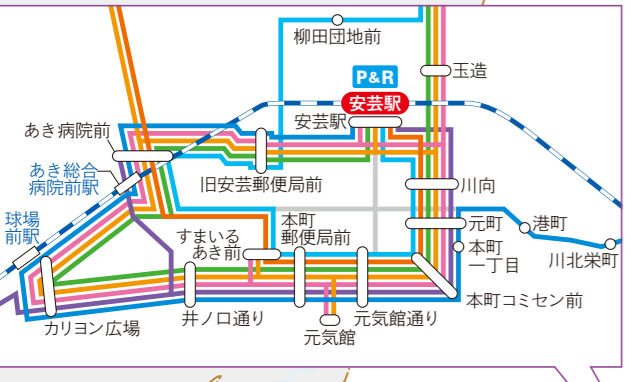 柳田団地前
P&R
玉造
安芸駅
安芸駅
あき病院前
あき総合
病院前駅
旧安芸郵便局前
川向
球場
前駅
すまいる
あき前
本町
郵便局前
元町
港町
本町
一丁目
川北栄町
カリヨン広場
井ノ口通り
元気館
元気館通り
本町コミセン前